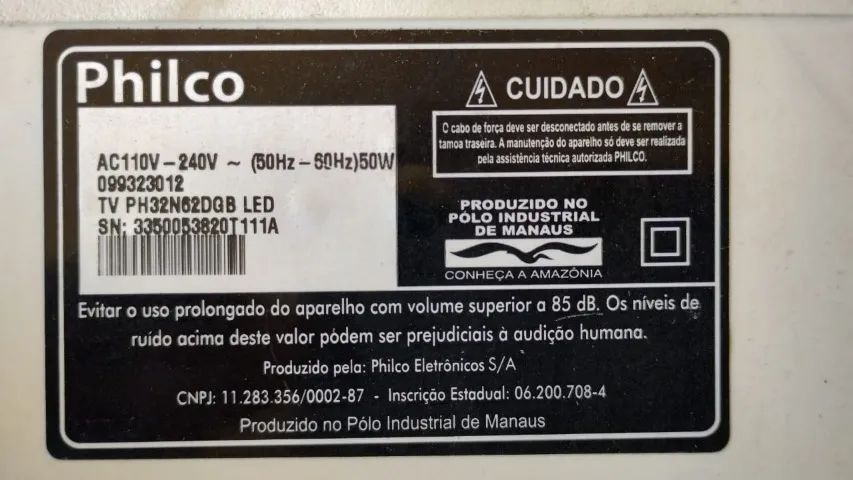 Philco
AC110V – 240V ~ (50Hz – 60Hz)50W
099323012
TV PH32N62DGB LED
SN: 3350053820T111A
CUIDADO
O cabo de força deve ser desconectado antes de se remover a
tamoa traseira. A manutenção do aparelho só deve ser realizada
pela assistência técnica autorizada PHILCO.
PRODUZIDO NO
PÓLO INDUSTRIAL
DE MANAUS
CONHEÇA A AMAZÔNIA
Evitar o uso prolongado do aparelho com volume superior a 85 dB. Os níveis de
ruído acima deste valor podem ser prejudiciais à audição humana.
Produzido pela: Philco Eletrônicos S/A
CNPJ: 11.283.356/0002-87 - Inscrição Estadual: 06.200.708-4
Produzido no Pólo Industrial de Manaus